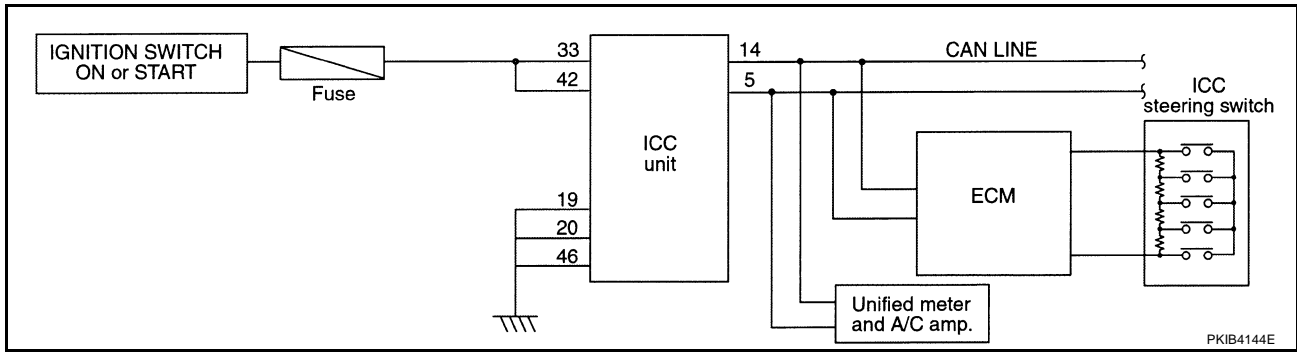 IGNITION SWITCH
ON or START
Fuse
33
42
19
20
46
ICC
unit
14
5
CAN LINE
ICC
steering switch
ECM
Unified meter
and A/C amp.
PKIB4144E